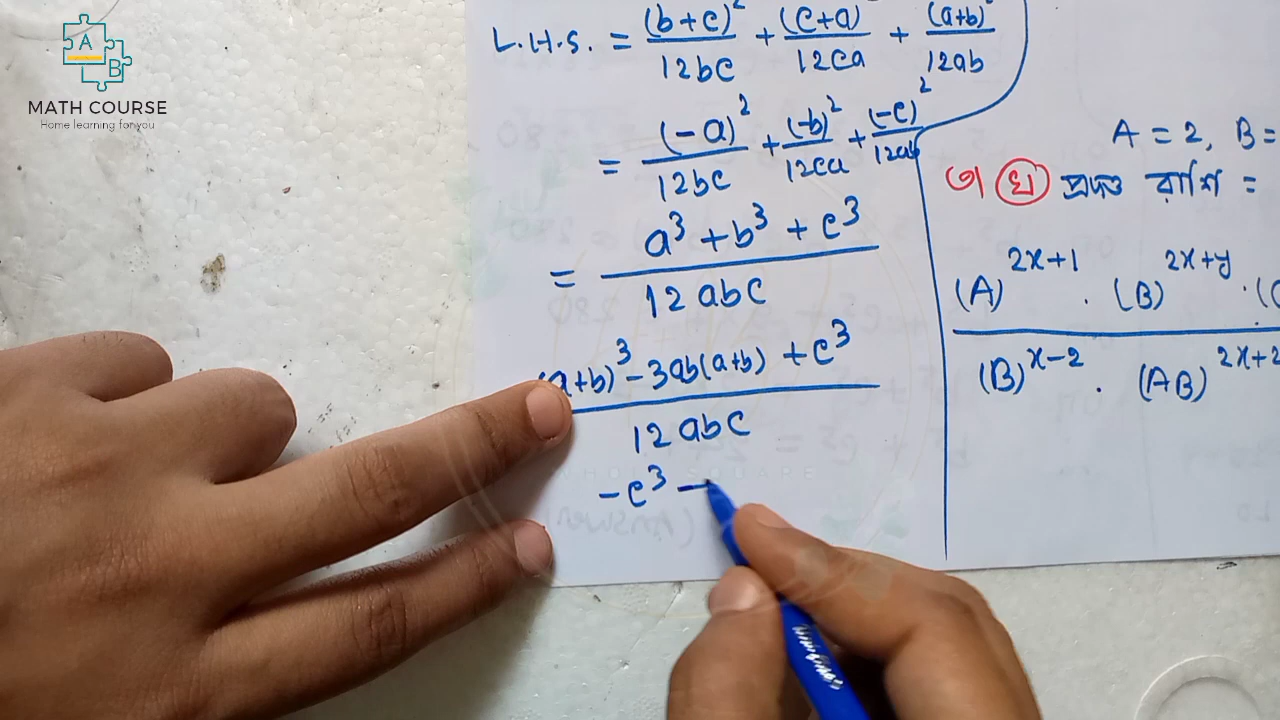 A
B
MATH COURSE
Home learning for you
L.H.S. = (b+c)² / 12bc + (c+a) / 12ca + (a+b)² / 12ab
= (-a)² / 12bc + (-b)² / 12ca + (-c)² / 12ab
= a³ + b³ + c³ / 12abc
(a+b)³ - 3ab(a+b) + c³ / 12abc
-c³ -
A = 2, B =
ঘ প্রদত্ত রাশি =
(A)^2x+1 . (B)^2x+y . (
(B)^x-2 . (AB)^2x+2